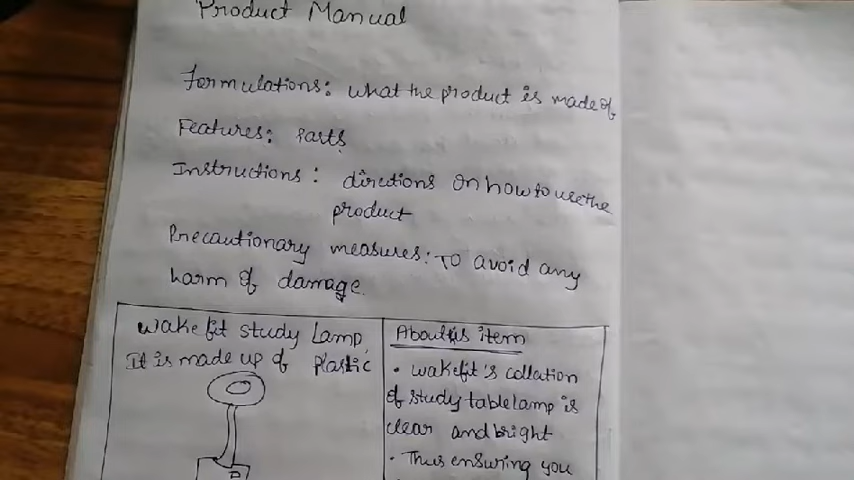 Product Manual
Formulations: what the product is made of
Features: Parts
Instructions: directions on how to use the
product
Precautionary measures: To avoid any
harm of damage.
wakefit study Lamp,
It is made up of plastic
About this item
• wakefit's collation
of study table lamp is
clear and bright
• Thus ensuring you